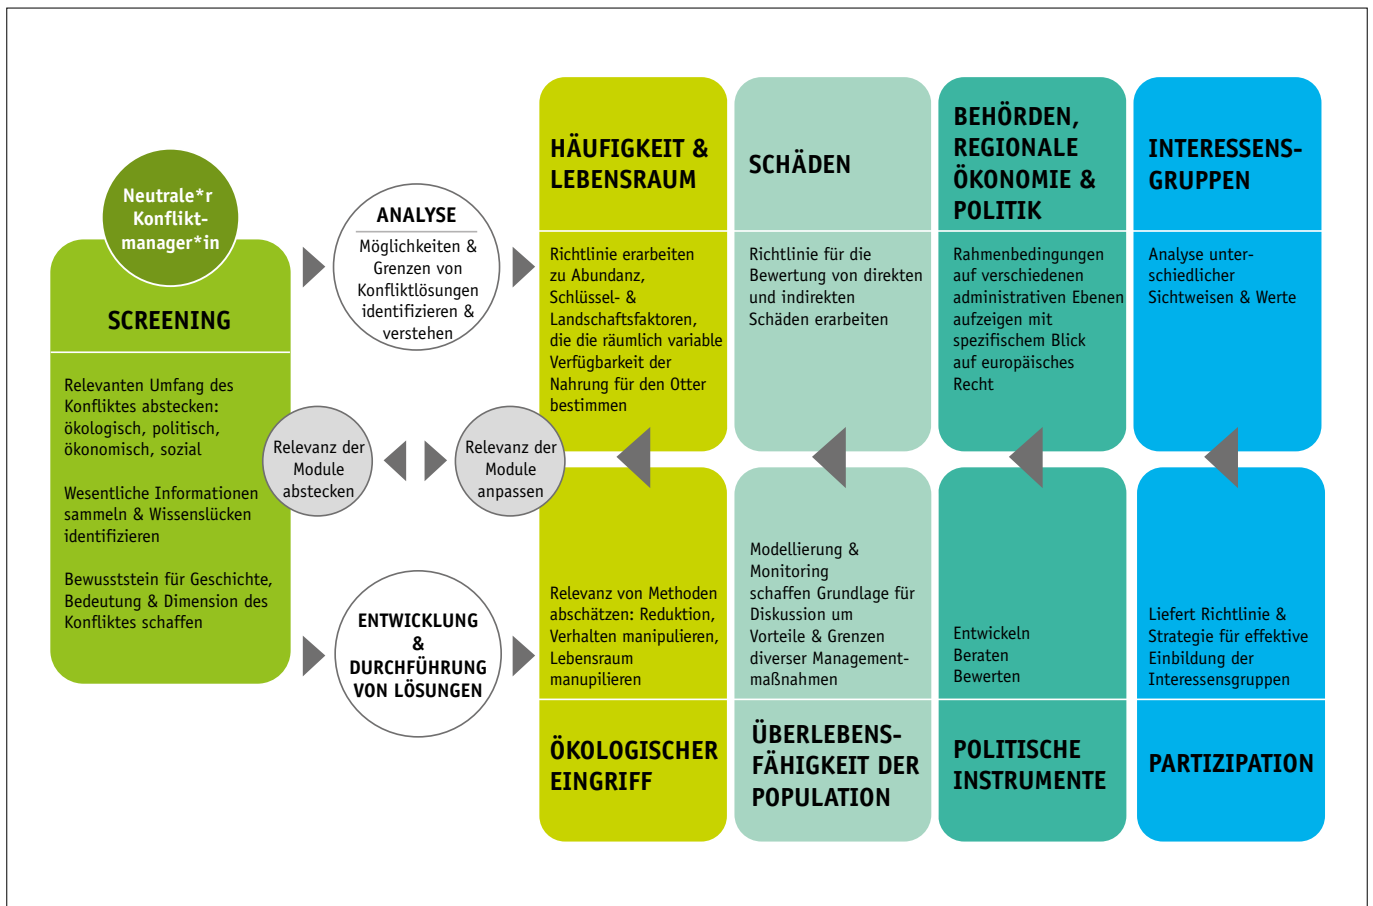 Neutrale*r
Konflikt-
manager*in
SCREENING
Relevanten Umfang des
Konfliktes abstecken:
ökologisch, politisch,
ökonomisch, sozial
Wesentliche Informationen
sammeln & Wissenslücken
identifizieren
Bewusststein für Geschichte,
Bedeutung & Dimension des
Konfliktes schaffen
ANALYSE
Möglichkeiten &
Grenzen von
Konfliktlösungen
identifizieren &
verstehen
Relevanz der
Module
abstecken
Relevanz der
Module
anpassen
ENTWICKLUNG
&
DURCHFÜHRUNG
VON LÖSUNGEN
HÄUFIGKEIT &
LEBENSRAUM
Richtlinie erarbeiten
zu Abundanz,
Schlüssel- &
Landschaftsfaktoren,
die die räumlich variable
Verfügbarkeit der
Nahrung für den Otter
bestimmen
SCHÄDEN
Richtlinie für die
Bewertung von direkten
und indirekten
Schäden erarbeiten
BEHÖRDEN,
REGIONALE
ÖKONOMIE &
POLITIK
Rahmenbedingungen
auf verschiedenen
administrativen Ebenen
aufzeigen mit
spezifischem Blick
auf europäisches
Recht
INTERESSENS-
GRUPPEN
Analyse unter-
schiedlicher
Sichtweisen & Werte
Relevanz von Methoden
abschätzen: Reduktion,
Verhalten manipulieren,
Lebensraum
manupilieren
ÖKOLOGISCHER
EINGRIFF
Modellierung &
Monitoring
schaffen Grundlage für
Diskussion um
Vorteile & Grenzen
diverser Management-
maßnahmen
ÜBERLEBENS-
FÄHIGKEIT DER
POPULATION
Entwickeln
Beraten
Bewerten
POLITISCHE
INSTRUMENTE
Liefert Richtlinie &
Strategie für effektive
Einbildung der
Interessensgruppen
PARTIZIPATION